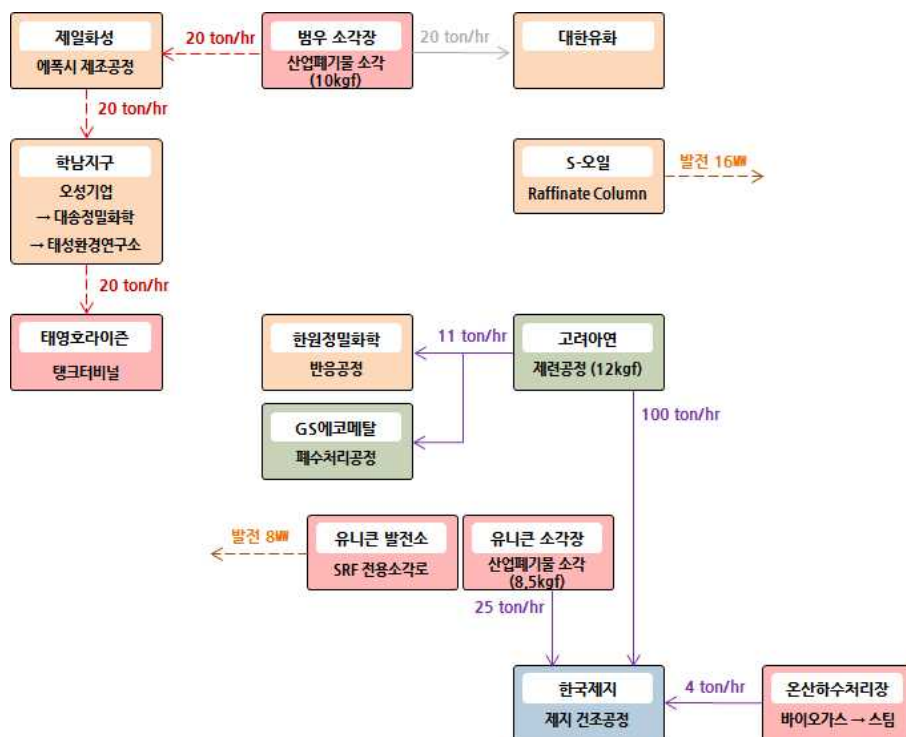 제일화성
에폭시 제조공정
20 ton/hr
범우 소각장
산업폐기물 소각
(10kgf)
20 ton/hr
대한유화
20 ton/hr
학남지구
오성기업
→ 대송정밀화학
→ 태성환경연구소
S-오일
Raffinate Column
발전 16㎿
20 ton/hr
태영호라이즌
탱크터미널
한원정밀화학
반응공정
11 ton/hr
고려아연
제련공정 (12kgf)
GS에코메탈
폐수처리공정
100 ton/hr
발전 8㎿
유니큰 발전소
SRF 전용소각로
유니큰 소각장
산업폐기물 소각
(8.5kgf)
25 ton/hr
한국제지
제지 건조공정
4 ton/hr
온산하수처리장
바이오가스 → 스팀